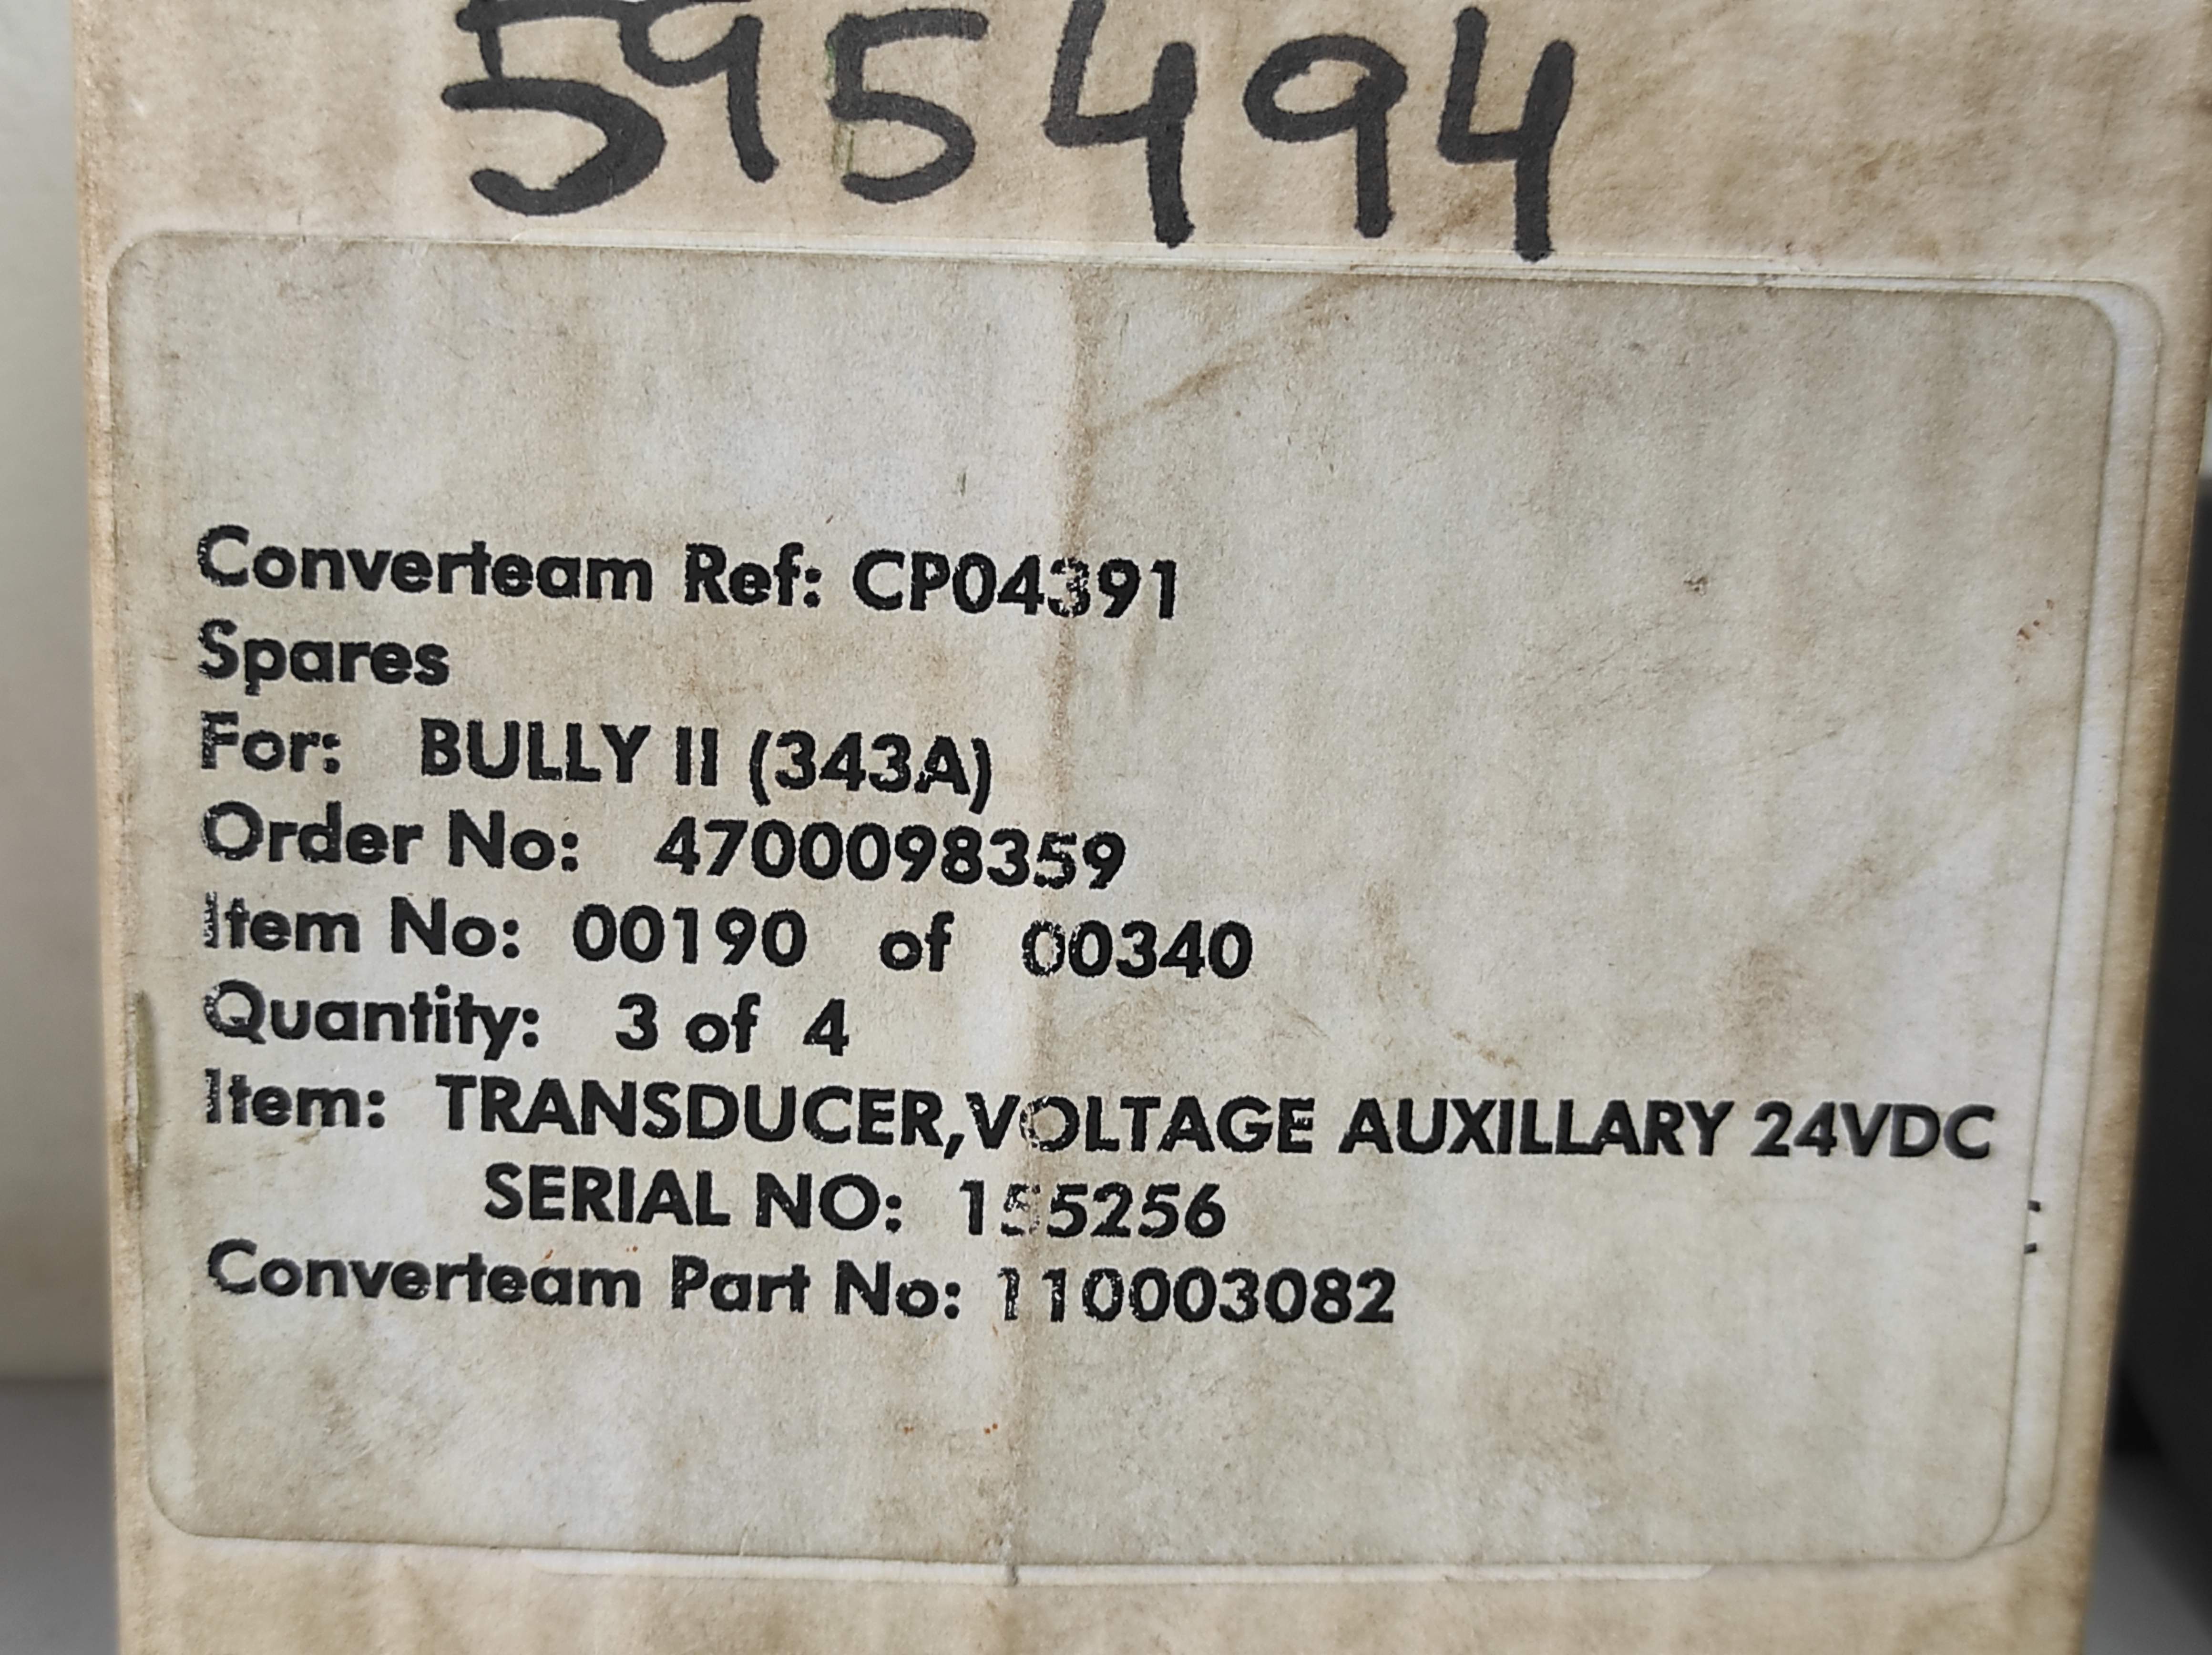 595494
Converteam Ref: CP04391
Spares
For: BULLY II (343A)
Order No: 4700098359
Item No: 00190 of 00340
Quantity: 3 of 4
Item: TRANSDUCER,VOLTAGE AUXILLARY 24VDC
SERIAL NO: 155256
Converteam Part No: 110003082